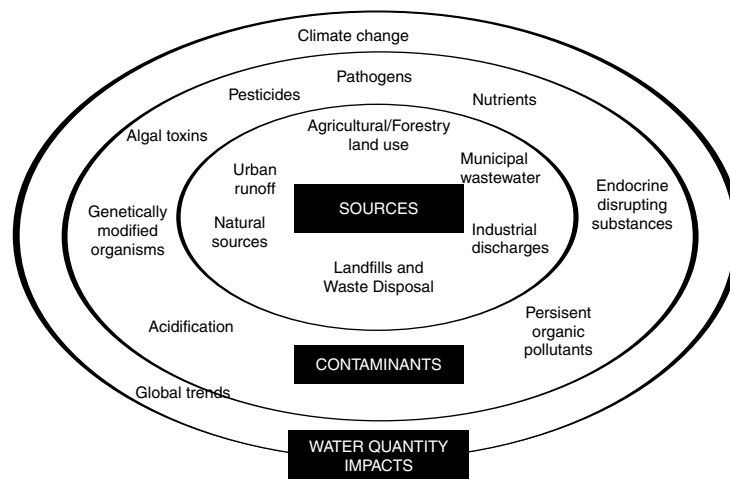 Climate change
Pathogens
Pesticides
Nutrients
Algal toxins
Agricultural/Forestry
land use
Urban
runoff
Municipal
wastewater
SOURCES
Endocrine
disrupting
substances
Genetically
modified
organisms
Natural
sources
Industrial
discharges
Landfills and
Waste Disposal
Acidification
Persisent
organic
pollutants
CONTAMINANTS
Global trends
WATER QUANTITY
IMPACTS